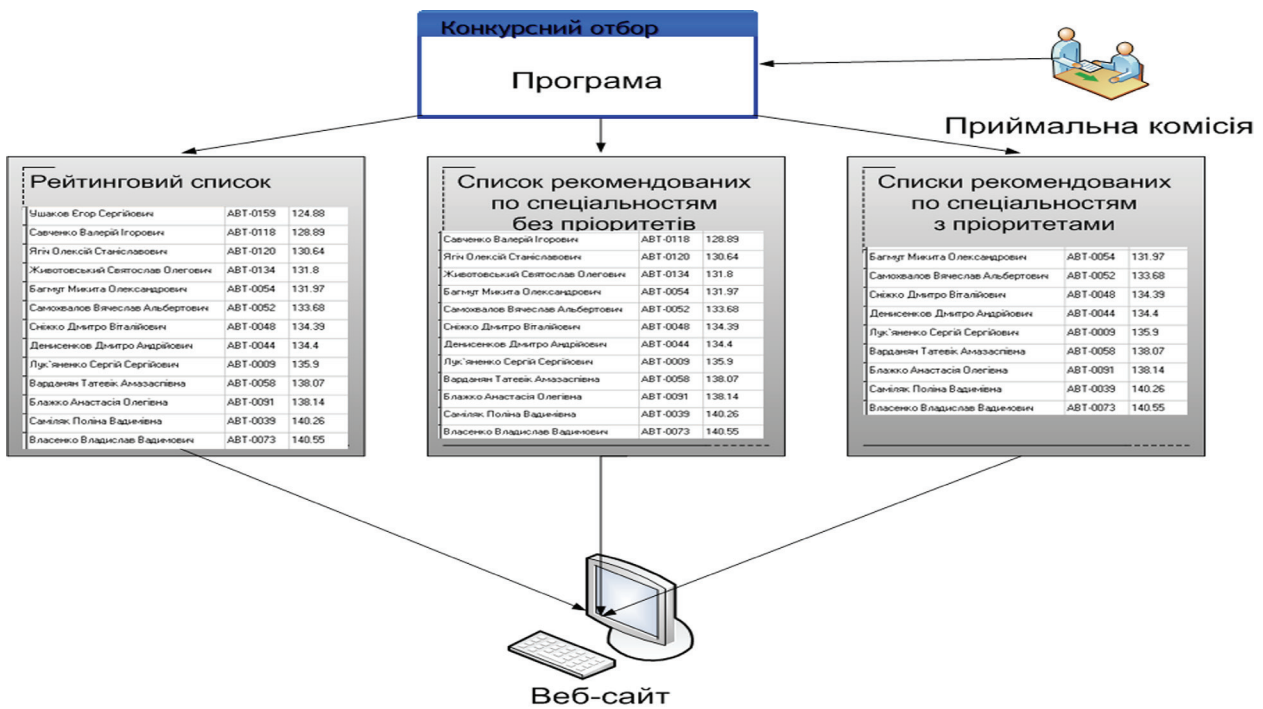 Конкурсний отбор
Програма
Приймальна комісія
Рейтинговий список
Ушаков Єгор Сергійович АВТ-0159 124.88
Савченко Валерій Ігорович АВТ-0118 128.89
Ягіч Олексій Станіславович АВТ-0120 130.64
Животовський Святослав Олегович АВТ-0134 131.8
Багмут Микита Олександрович АВТ-0054 131.97
Самохвалов Вячеслав Альбертович АВТ-0052 133.68
Сніжко Дмитро Віталійович АВТ-0048 134.39
Денисенков Дмитро Андрійович АВТ-0044 134.4
Лук`яненко Сергій Сергійович АВТ-0009 135.9
Варданян Татевік Амазаспівна АВТ-0058 138.07
Блажко Анастасія Олегівна АВТ-0091 138.14
Саміляк Поліна Вадимівна АВТ-0039 140.26
Власенко Владислав Вадимович АВТ-0073 140.55
Список рекомендованих
по спеціальностям
без пріоритетів
Савченко Валерій Ігорович АВТ-0118 128.89
Ягіч Олексій Станіславович АВТ-0120 130.64
Животовський Святослав Олегович АВТ-0134 131.8
Багмут Микита Олександрович АВТ-0054 131.97
Самохвалов Вячеслав Альбертович АВТ-0052 133.68
Сніжко Дмитро Віталійович АВТ-0048 134.39
Денисенков Дмитро Андрійович АВТ-0044 134.4
Лук`яненко Сергій Сергійович АВТ-0009 135.9
Варданян Татевік Амазаспівна АВТ-0058 138.07
Блажко Анастасія Олегівна АВТ-0091 138.14
Саміляк Поліна Вадимівна АВТ-0039 140.26
Власенко Владислав Вадимович АВТ-0073 140.55
Списки рекомендованих
по спеціальностям
з пріоритетами
Багмут Микита Олександрович АВТ-0054 131.97
Самохвалов Вячеслав Альбертович АВТ-0052 133.68
Сніжко Дмитро Віталійович АВТ-0048 134.39
Денисенков Дмитро Андрійович АВТ-0044 134.4
Лук`яненко Сергій Сергійович АВТ-0009 135.9
Варданян Татевік Амазаспівна АВТ-0058 138.07
Блажко Анастасія Олегівна АВТ-0091 138.14
Саміляк Поліна Вадимівна АВТ-0039 140.26
Власенко Владислав Вадимович АВТ-0073 140.55
Веб-сайт